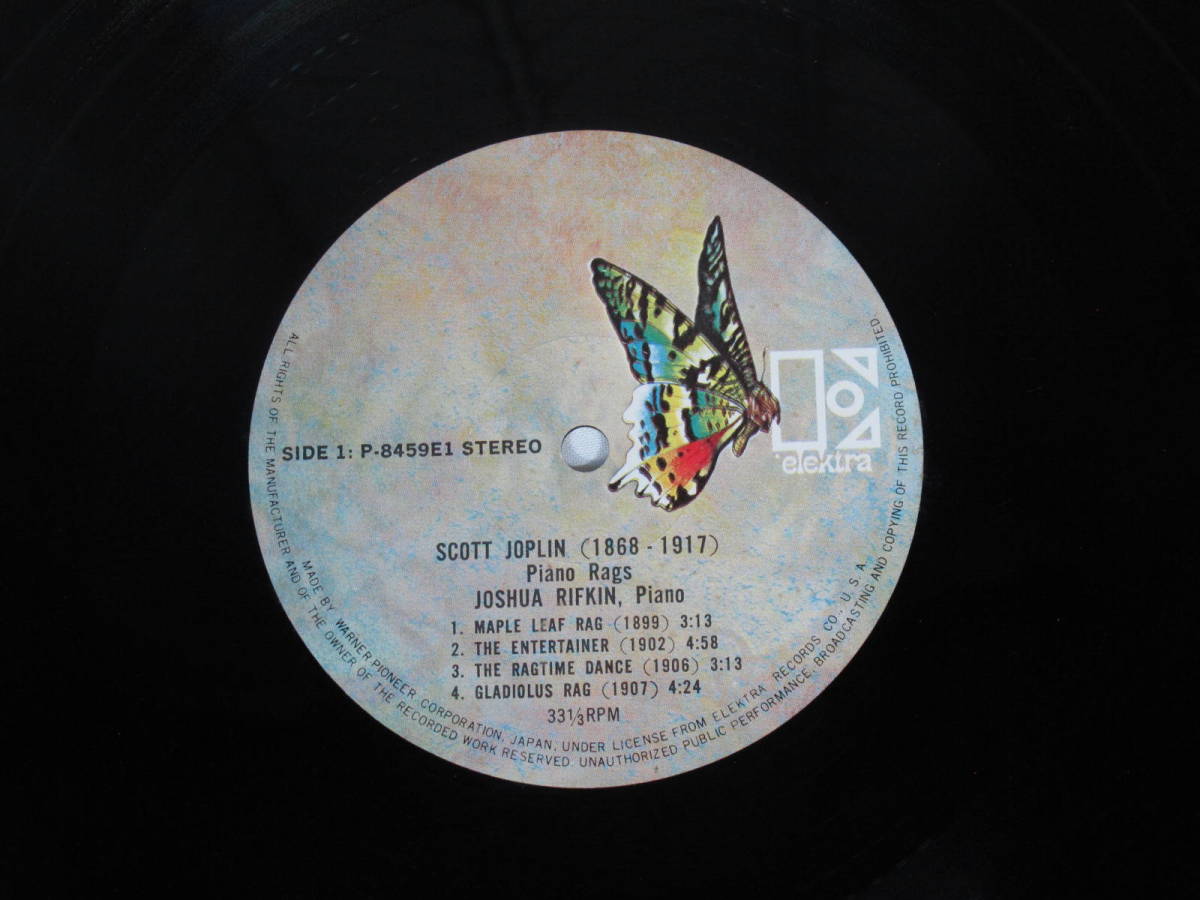 elektra
SIDE 1: P-8459E1 STEREO
SCOTT JOPLIN (1868 - 1917)
Piano Rags
JOSHUA RIFKIN, Piano
1. MAPLE LEAF RAG (1899) 3:13
2. THE ENTERTAINER (1902) 4:58
3. THE RAGTIME DANCE (1906) 3:13
4. GLADIOLUS RAG (1907) 4:24
33 1/3 RPM
MADE BY WARNER PIONEER CORPORATION, JAPAN, UNDER LICENSE FROM ELEKTRA RECORDS CO., U.S.A.
ALL RIGHTS OF THE MANUFACTURER AND OF THE OWNER OF THE RECORDED WORK RESERVED. UNAUTHORIZED PUBLIC PERFORMANCE, BROADCASTING AND COPYING OF THIS RECORD PROHIBITED.